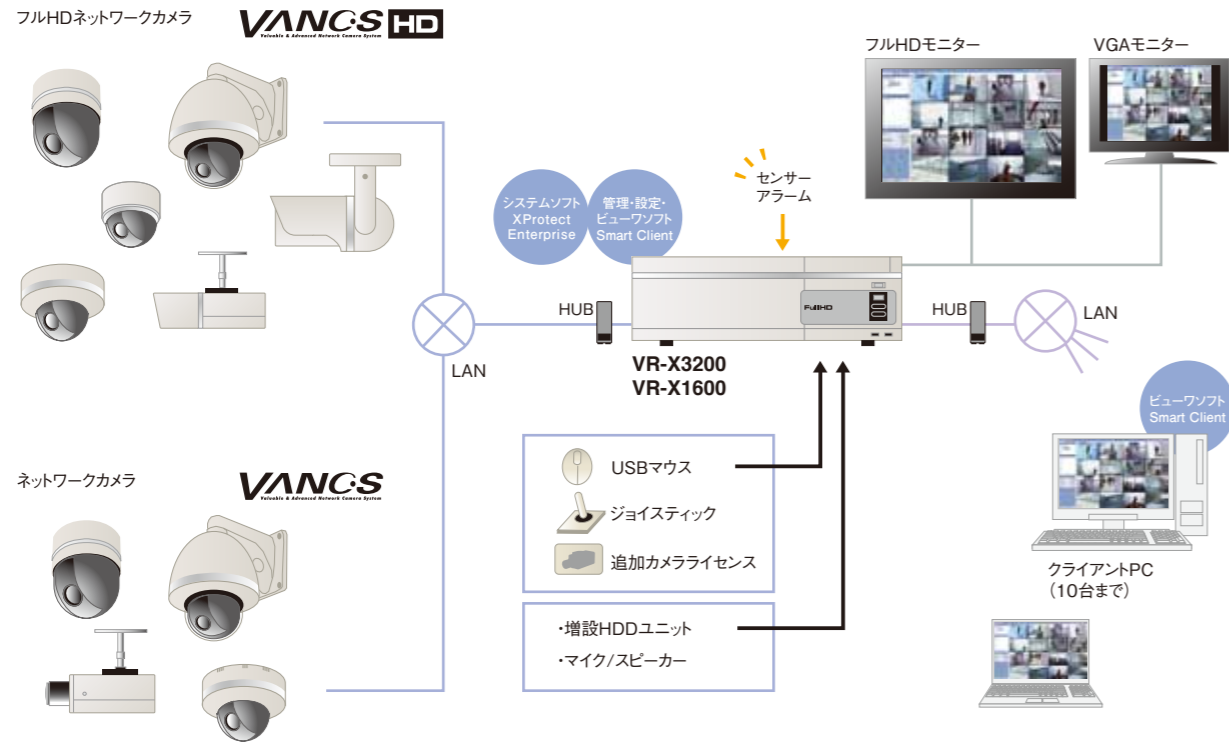 フルHDネットワークカメラ
VANCS HD
Valuable & Advanced Network Camera System
フルHDモニター
VGAモニター
センサー
アラーム
システムソフト
XProtect
Enterprise
管理・設定・
ビューワソフト
Smart Client
FullHD
HUB
HUB
LAN
LAN
VR-X3200
VR-X1600
ビューワソフト
Smart Client
USBマウス
ジョイスティック
追加カメラライセンス
・増設HDDユニット
・マイク/スピーカー
クライアントPC
（10台まで）
ネットワークカメラ
VANCS
Valuable & Advanced Network Camera System